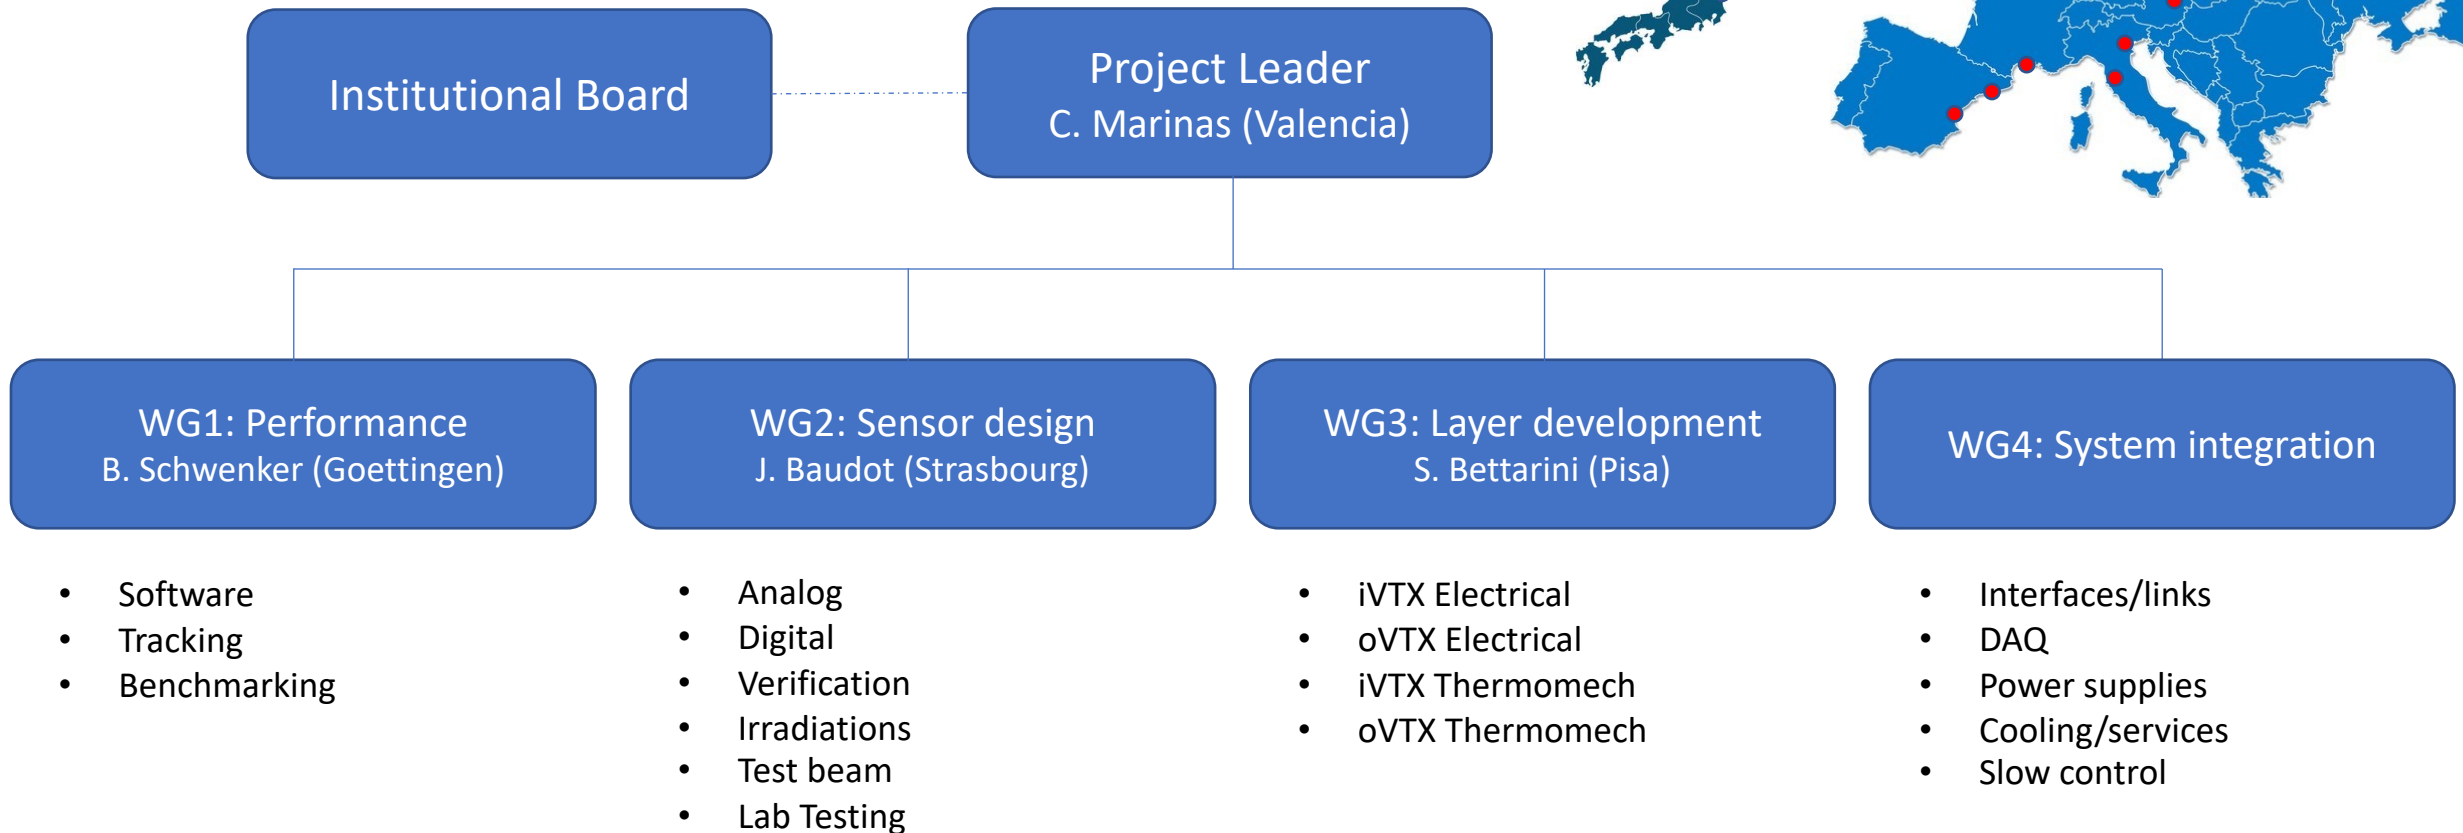 Institutional Board
Project Leader
C. Marinas (Valencia)
WG1: Performance
B. Schwenker (Goettingen)
WG2: Sensor design
J. Baudot (Strasbourg)
WG3: Layer development
S. Bettarini (Pisa)
WG4: System integration
• Software
• Tracking
• Benchmarking
• Analog
• Digital
• Verification
• Irradiations
• Test beam
• Lab Testing
• iVTX Electrical
• oVTX Electrical
• iVTX Thermomech
• oVTX Thermomech
• Interfaces/links
• DAQ
• Power supplies
• Cooling/services
• Slow control